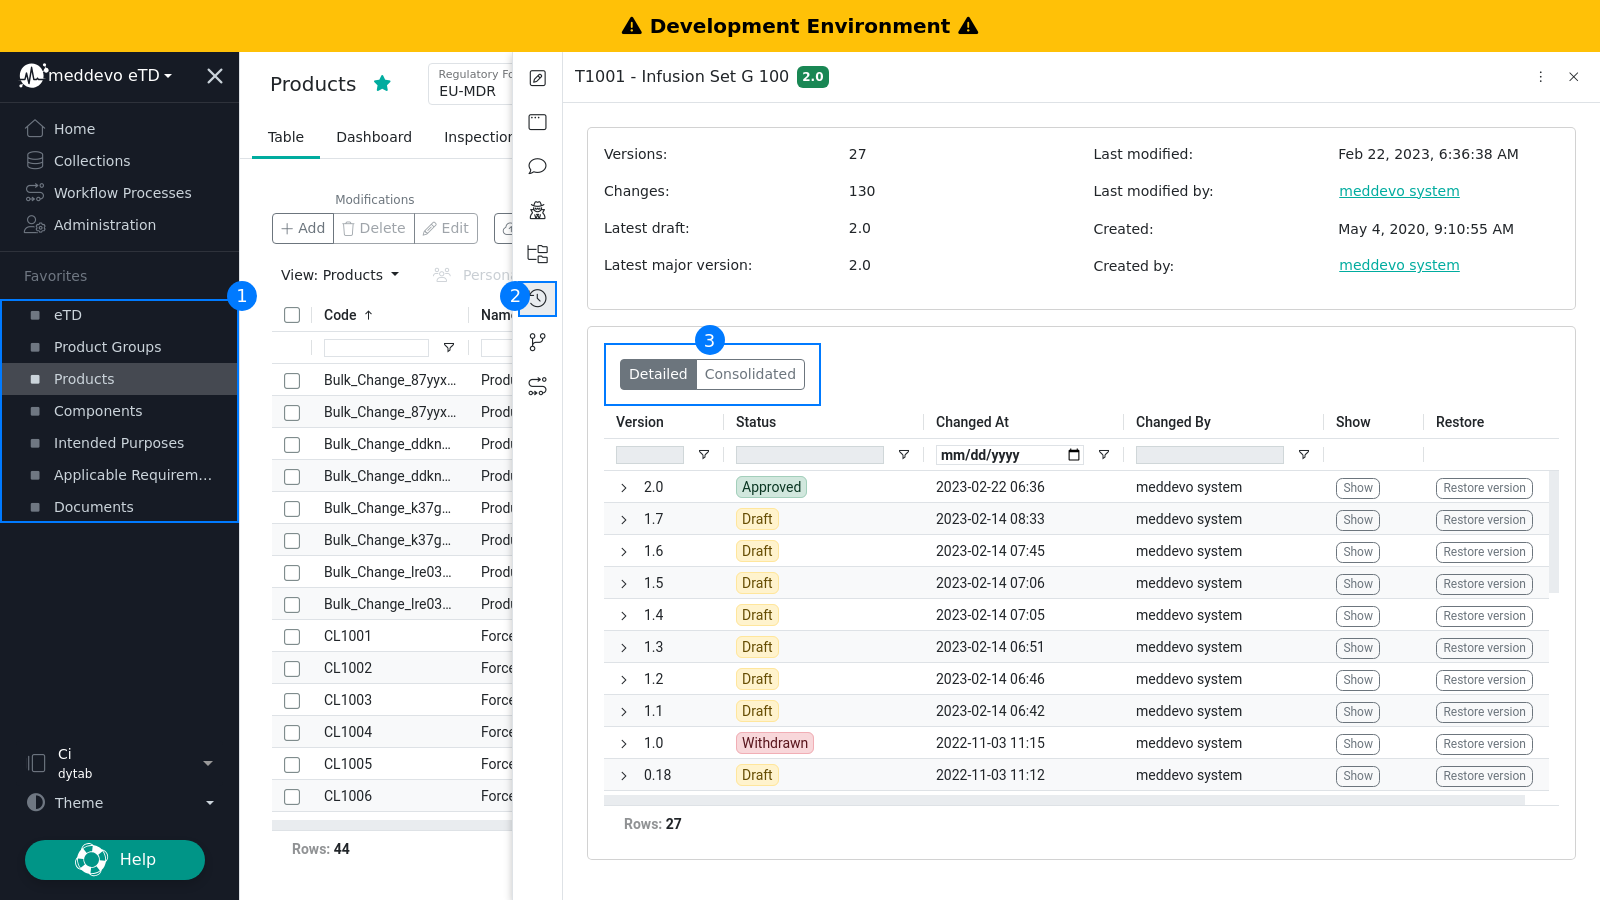 Development Environment
meddevo eTD
Home
Collections
Workflow Processes
Administration
Favorites
1
eTD
Product Groups
Products
Components
Intended Purposes
Applicable Requirem...
Documents
Ci
dytab
Theme
Help
Products
Regulatory Fo
EU-MDR
Table Dashboard Inspection
Modifications
Add Delete Edit
View: Products Persona
Code Name
Bulk_Change_87yyx... Produ
Bulk_Change_87yyx... Produ
Bulk_Change_ddkn... Produ
Bulk_Change_ddkn... Produ
Bulk_Change_k37g... Produ
Bulk_Change_k37g... Produ
Bulk_Change_lre03... Produ
Bulk_Change_lre03... Produ
CL1001 Force
CL1002 Force
CL1003 Force
CL1004 Force
CL1005 Force
CL1006 Force
Rows: 44
2
T1001 - Infusion Set G 100 2.0
Versions: 27 Last modified: Feb 22, 2023, 6:36:38 AM
Changes: 130 Last modified by: meddevo system
Latest draft: 2.0 Created: May 4, 2020, 9:10:55 AM
Latest major version: 2.0 Created by: meddevo system
3
Detailed Consolidated
Version Status Changed At Changed By Show Restore
mm/dd/yyyy
2.0 Approved 2023-02-22 06:36 meddevo system Show Restore version
1.7 Draft 2023-02-14 08:33 meddevo system Show Restore version
1.6 Draft 2023-02-14 07:45 meddevo system Show Restore version
1.5 Draft 2023-02-14 07:06 meddevo system Show Restore version
1.4 Draft 2023-02-14 07:05 meddevo system Show Restore version
1.3 Draft 2023-02-14 06:51 meddevo system Show Restore version
1.2 Draft 2023-02-14 06:46 meddevo system Show Restore version
1.1 Draft 2023-02-14 06:42 meddevo system Show Restore version
1.0 Withdrawn 2022-11-03 11:15 meddevo system Show Restore version
0.18 Draft 2022-11-03 11:12 meddevo system Show Restore version
Rows: 27